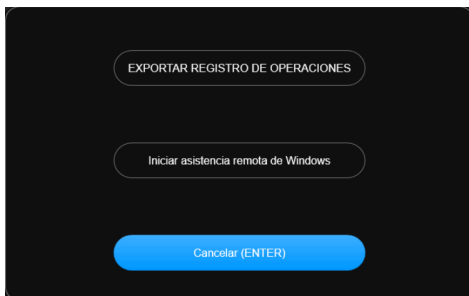 EXPORTAR REGISTRO DE OPERACIONES
Iniciar asistencia remota de Windows
Cancelar (ENTER)